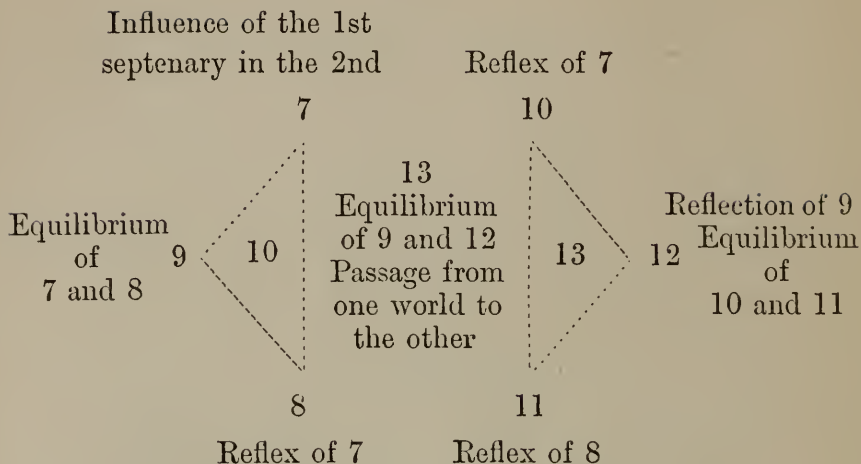 Influence of the 1st
septenary in the 2nd
7
Reflex of 7
10
13
Equilibrium
of 9 and 12
Passage from
one world to
the other
Equilibrium
of
7 and 8
9
10
13
12
Reflection of 9
Equilibrium
of
10 and 11
8
Reflex of 7
11
Reflex of 8